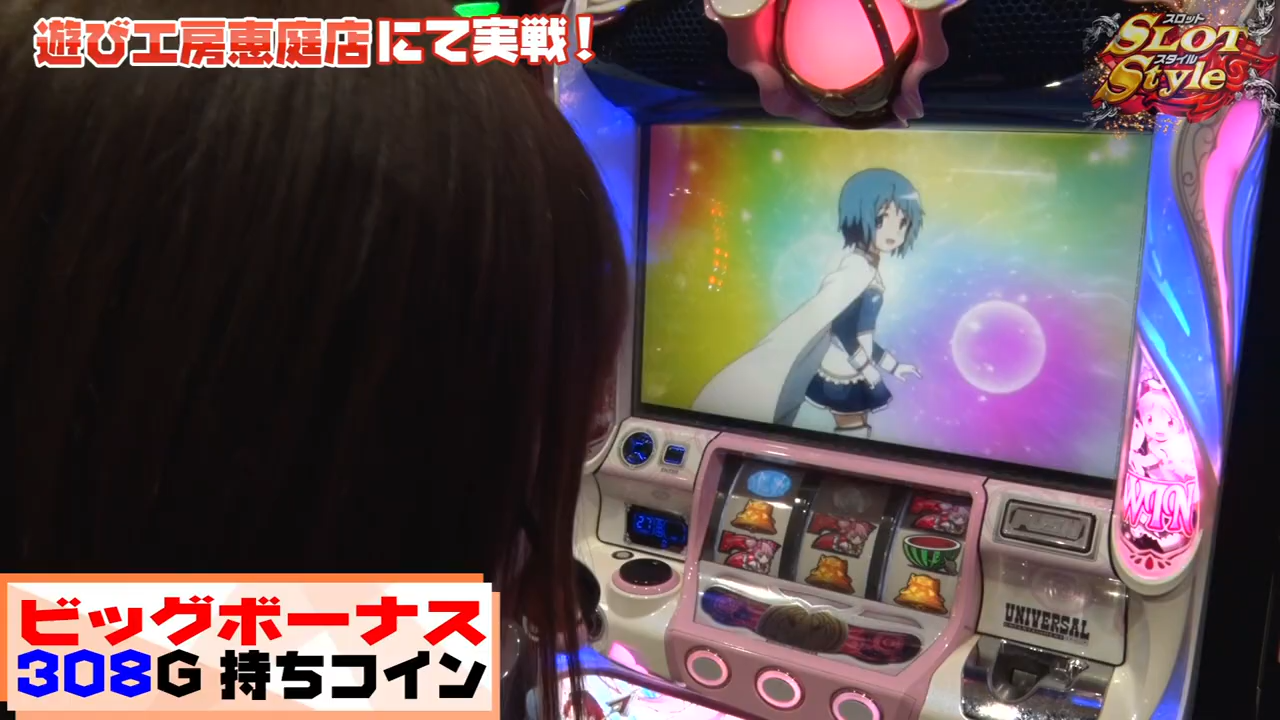 遊び工房恵庭店にて実戦!
スロット
SLOT
スタイル
Style
WIN
UNIVERSAL
ビッグボーナス
308G 持ちコイン